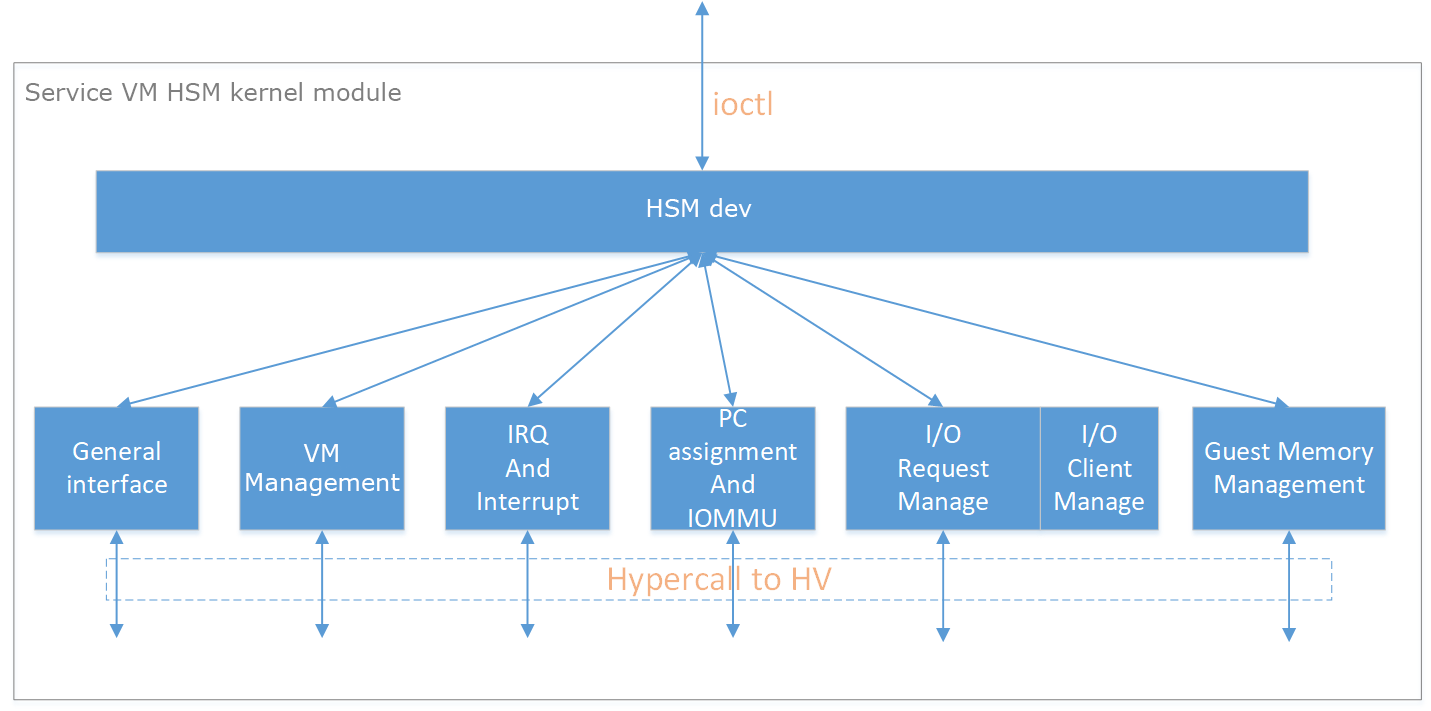 Service VM HSM kernel module
ioctl
HSM dev
General
interface
VM
Management
IRQ
And
Interrupt
PC
assignment
And
IOMMU
I/O
Request
Manage
I/O
Client
Manage
Guest Memory
Management
Hypercall to HV